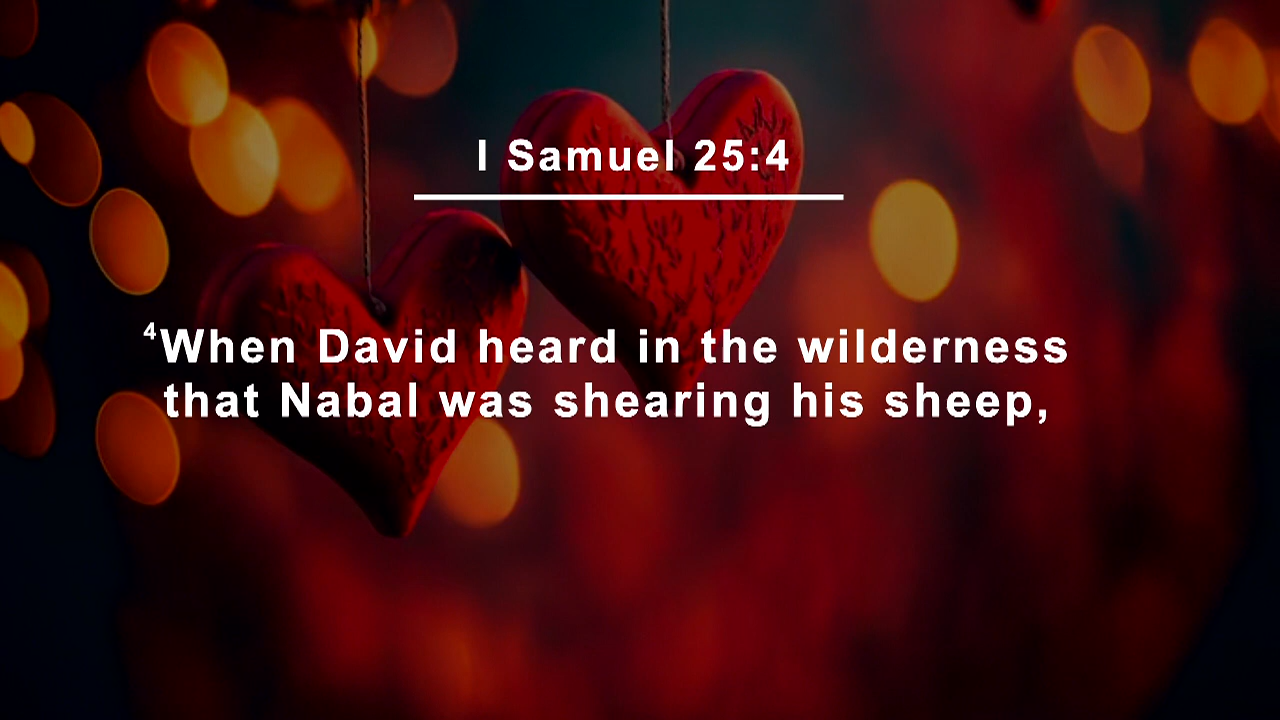 I Samuel 25:4
4When David heard in the wilderness
that Nabal was shearing his sheep,